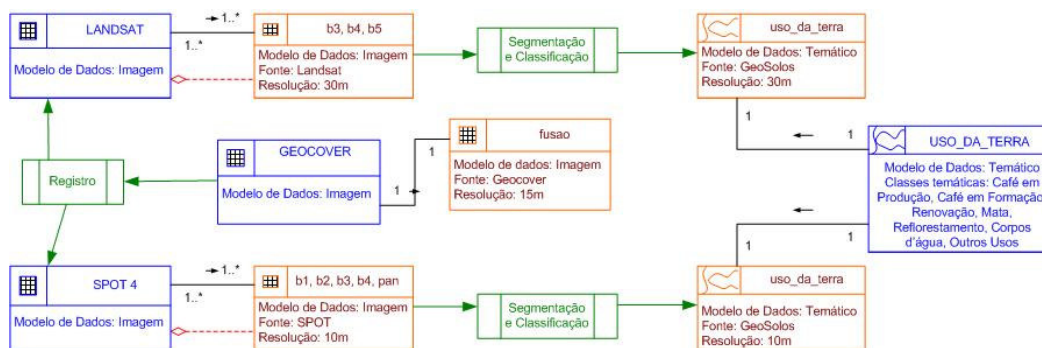 LANDSAT
Modelo de Dados: Imagem
1..*
1..*
b3, b4, b5
Modelo de Dados: Imagem
Fonte: Landsat
Resolução: 30m
Segmentação
e Classificação
uso_da_terra
Modelo de Dados: Temático
Fonte: GeoSolos
Resolução: 30m
1
1
Registro
GEOCOVER
Modelo de Dados: Imagem
1
1
fusao
Modelo de dados: Imagem
Fonte: Geocover
Resolução: 15m
USO_DA_TERRA
Modelo de Dados: Temático
Classes temáticas: Café em
Produção, Café em Formação
Renovação, Mata,
Reflorestamento, Corpos
d'água, Outros Usos
1
1
SPOT 4
Modelo de Dados: Imagem
1..*
1..*
b1, b2, b3, b4, pan
Modelo de Dados: Imagem
Fonte: SPOT
Resolução: 10m
Segmentação
e Classificação
uso_da_terra
Modelo de Dados: Temático
Fonte: GeoSolos
Resolução: 10m